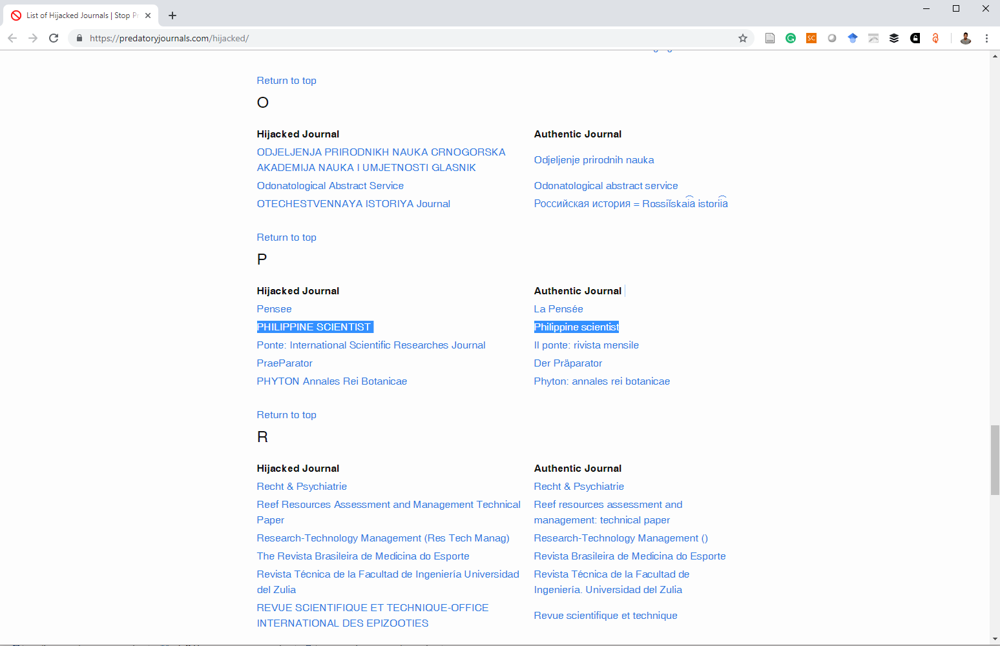 List of Hijacked Journals | Stop Pr
https://predatoryjournals.com/hijacked/
SC
Return to top
O
Hijacked Journal Authentic Journal
ODJELJENJA PRIRODNIKH NAUKA CRNOGORSKA
AKADEMIJA NAUKA I UMJETNOSTI GLASNIK
Odjeljenje prirodnih nauka
Odonatological Abstract Service Odonatological abstract service
OTECHESTVENNAYA ISTORIYA Journal Российская история = Rossiĭskai͡a istorii͡a
Return to top
P
Hijacked Journal Authentic Journal
Pensee La Pensée
PHILIPPINE SCIENTIST Philippine scientist
Ponte: International Scientific Researches Journal Il ponte: rivista mensile
PraeParator Der Präparator
PHYTON Annales Rei Botanicae Phyton: annales rei botanicae
Return to top
R
Hijacked Journal Authentic Journal
Recht & Psychiatrie Recht & Psychiatrie
Reef Resources Assessment and Management Technical Paper
Reef resources assessment and management: technical paper
Research-Technology Management (Res Tech Manag) Research-Technology Management ()
The Revista Brasileira de Medicina do Esporte Revista Brasileira de Medicina do Esporte
Revista Técnica de la Facultad de Ingeniería Universidad del Zulia
Revista Técnica de la Facultad de Ingeniería. Universidad del Zulia
REVUE SCIENTIFIQUE ET TECHNIQUE-OFFICE
INTERNATIONAL DES EPIZOOTIES
Revue scientifique et technique